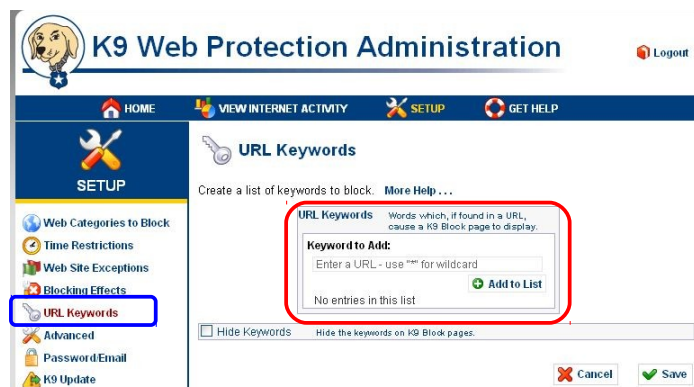 K9 Web Protection Administration
Logout
HOME VIEW INTERNET ACTIVITY SETUP GET HELP
SETUP
Web Categories to Block
Time Restrictions
Web Site Exceptions
Blocking Effects
URL Keywords
Advanced
Password/Email
K9 Update
URL Keywords
Create a list of keywords to block. More Help . . .
URL Keywords Words which, if found in a URL,
cause a K9 Block page to display.
Keyword to Add:
Enter a URL - use "*" for wildcard
Add to List
No entries in this list
Hide Keywords Hide the keywords on K9 Block pages.
Cancel Save